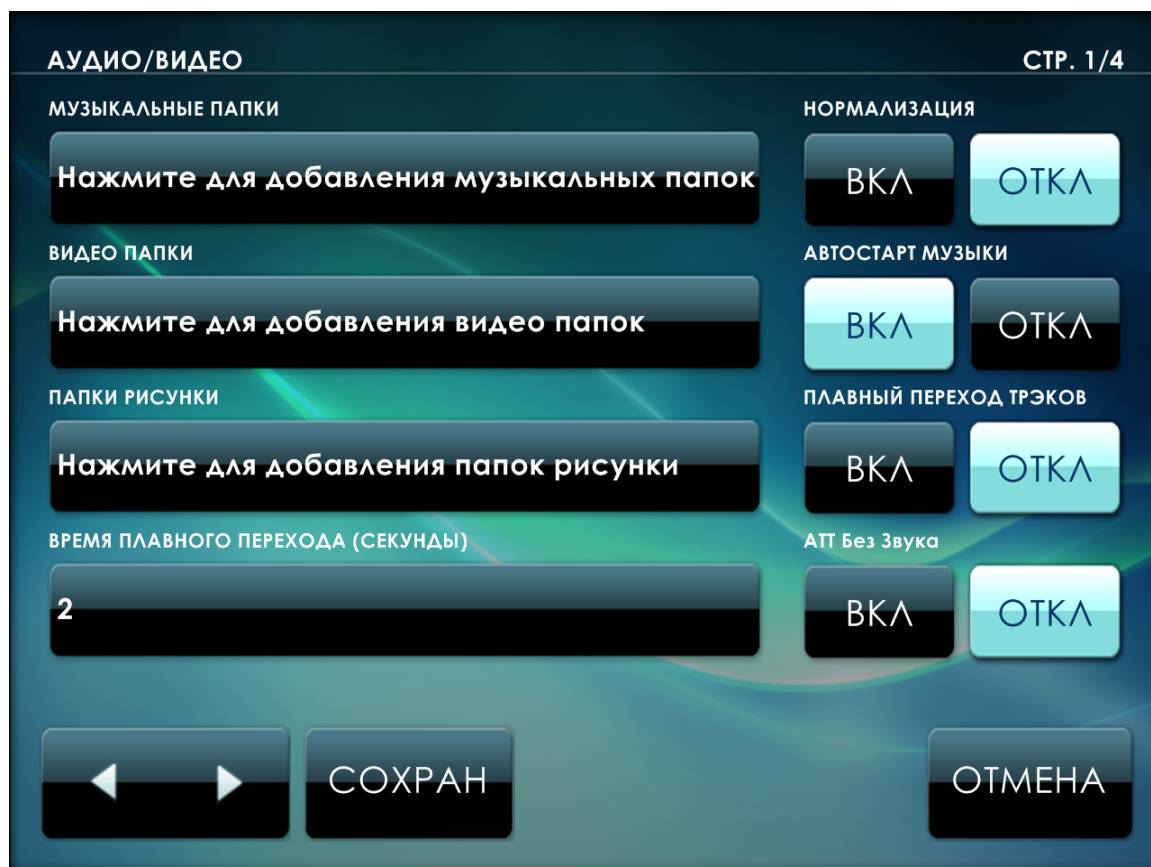 АУДИО/ВИДЕО
СТР. 1/4
МУЗЫКАЛЬНЫЕ ПАПКИ
НОРМАЛИЗАЦИЯ
Нажмите для добавления музыкальных папок
ВКЛ
ОТКЛ
ВИДЕО ПАПКИ
АВТОСТАРТ МУЗЫКИ
Нажмите для добавления видео папок
ВКЛ
ОТКЛ
ПАПКИ РИСУНКИ
ПЛАВНЫЙ ПЕРЕХОД ТРЭКОВ
Нажмите для добавления папок рисунки
ВКЛ
ОТКЛ
ВРЕМЯ ПЛАВНОГО ПЕРЕХОДА (СЕКУНДЫ)
АТТ Без Звука
2
ВКЛ
ОТКЛ
СОХРАН
ОТМЕНА